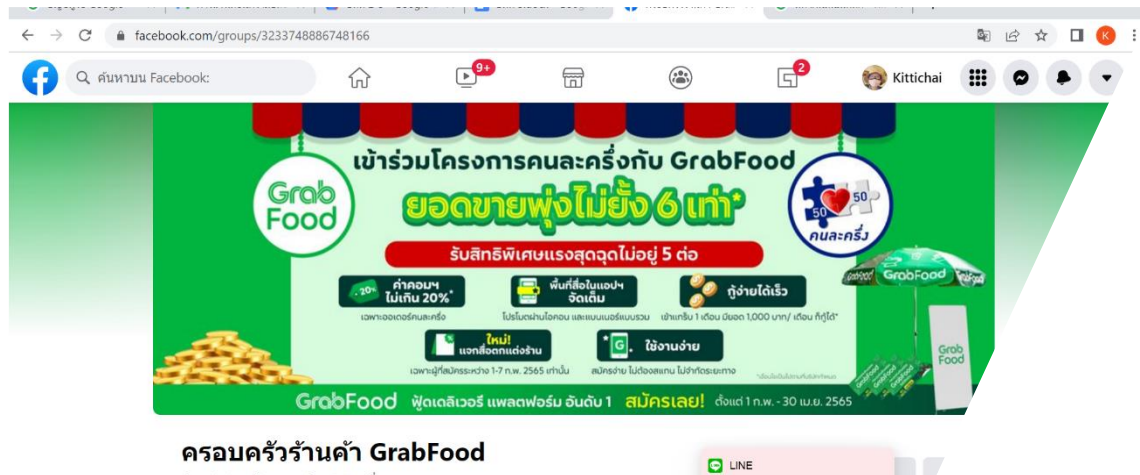 facebook.com/groups/3233748886748166
K
ค้นหาบน Facebook:
9+
2
Kittichai
เข้าร่วมโครงการคนละครึ่งกับ GrabFood
Grab
Food
ยอดขายพุ่งไม่ยั้ง 6 เท่า*
50
50
คนละครึ่ง
รับสิทธิพิเศษแรงสุดฉุดไม่อยู่ 5 ต่อ
GrabFood
-20%
ค่าคอมฯ
ไม่เกิน 20%*
เฉพาะออเดอร์คนละครึ่ง
พื้นที่สื่อในแอปฯ
จัดเต็ม
โปรโมตผ่านไอคอน และแบนเนอร์แบบรวม
กู้ง่ายได้เร็ว
เข้าแกร็บ 1 เดือน มียอด 1,000 บาท/ เดือน ก็กู้ได้*
ใหม่!
แจกสื่อตกแต่งร้าน
เฉพาะผู้ที่สมัครระหว่าง 1-7 ก.พ. 2565 เท่านั้น
G
ใช้งานง่าย
สมัครง่าย ไม่ต้องสแกน ไม่จำกัดระยะทาง
Grab
Food
GrabFood ฟู้ดเดลิเวอรี แพลตฟอร์ม อันดับ 1 สมัครเลย! ตั้งแต่ 1 ก.พ. - 30 เม.ย. 2565
ครอบครัวร้านค้า GrabFood
LINE